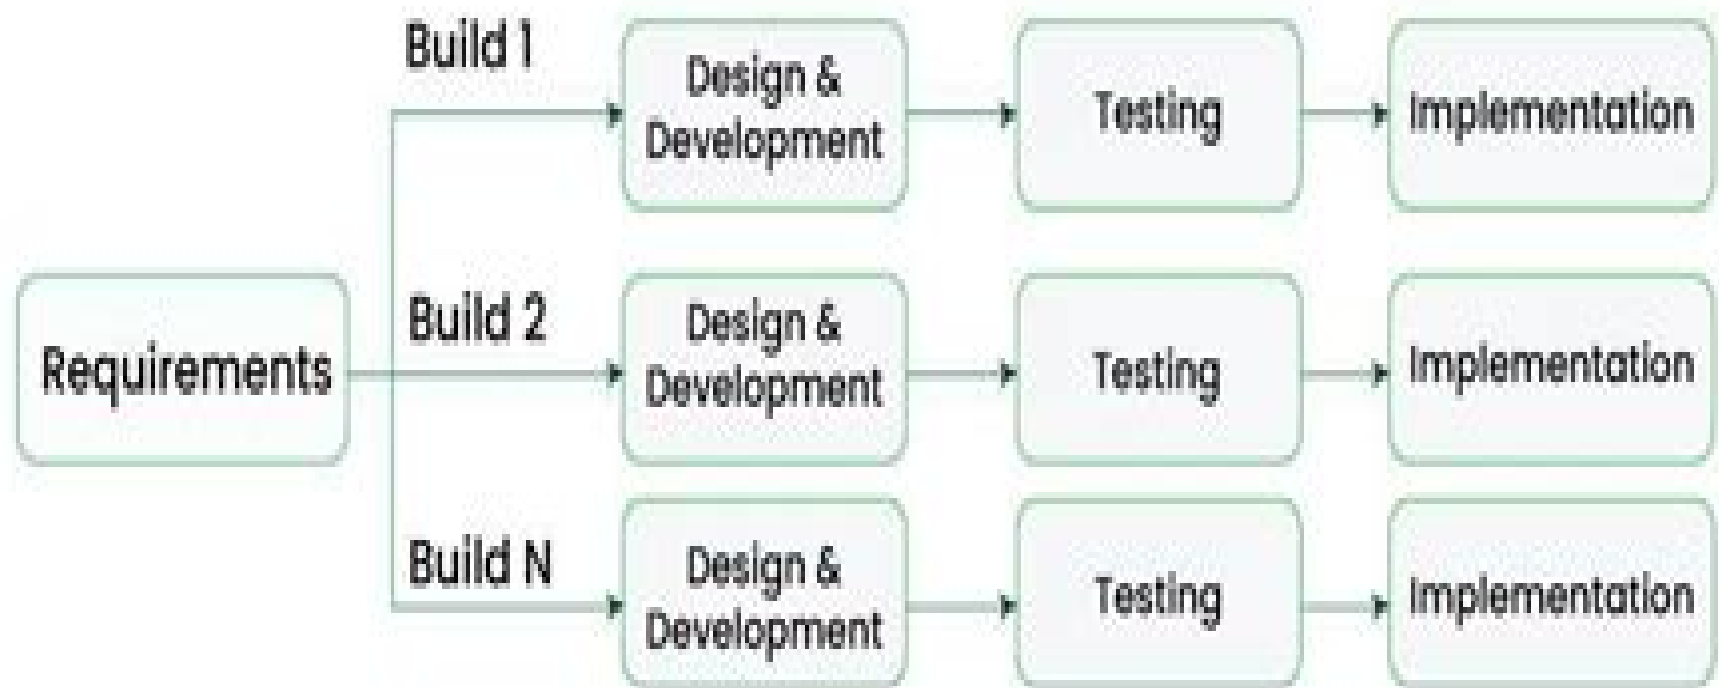 Build 1
Design &
Development
Testing
Implementation
Requirements
Build 2
Design &
Development
Testing
Implementation
Build N
Design &
Development
Testing
Implementation